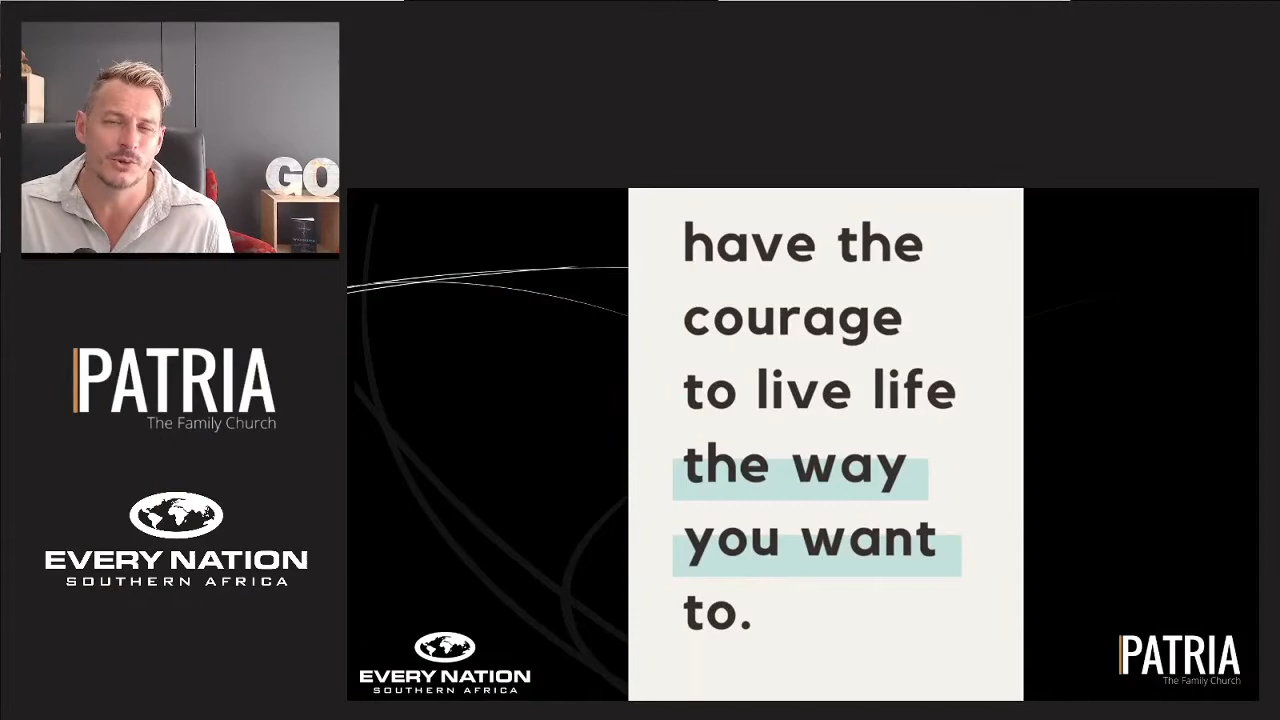 GO
PATRIA
The Family Church
EVERY NATION
SOUTHERN AFRICA
have the
courage
to live life
the way
you want
to.
EVERY NATION
SOUTHERN AFRICA
PATRIA
The Family Church